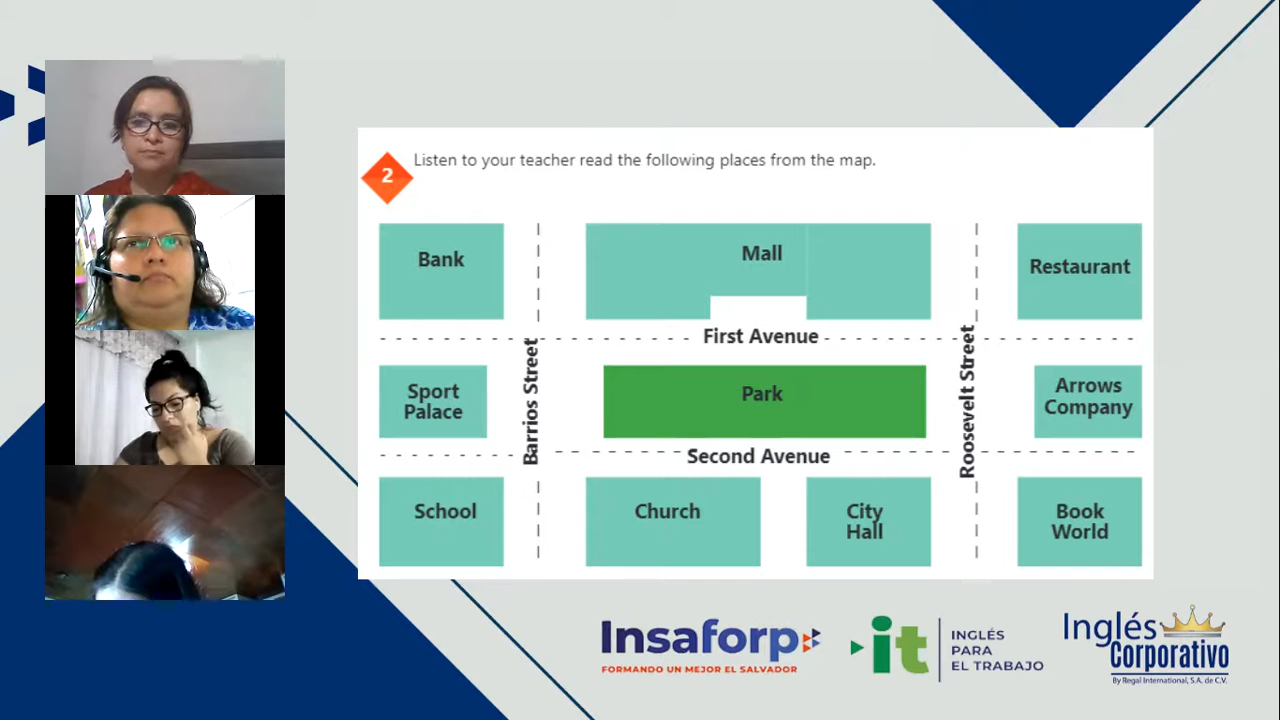 2
Listen to your teacher read the following places from the map.
Bank
Mall
Restaurant
First Avenue
Barrios Street
Roosevelt Street
Sport
Palace
Park
Arrows
Company
Second Avenue
School
Church
City
Hall
Book
World
Insaforp
FORMANDO UN MEJOR EL SALVADOR
it
INGLÉS
PARA
EL TRABAJO
Inglés
Corporativo
By Regal International, S.A. de C.V.